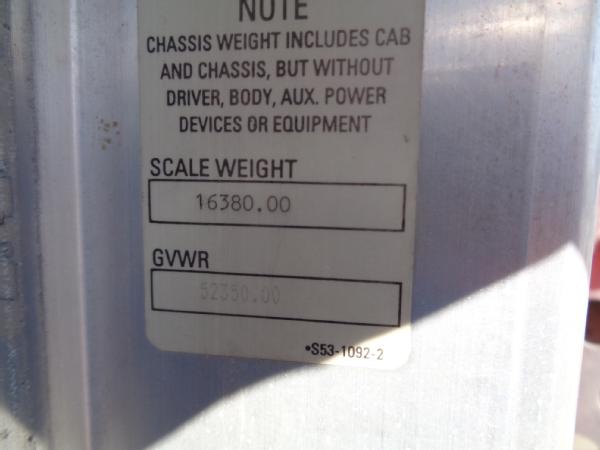 NOTE
CHASSIS WEIGHT INCLUDES CAB
AND CHASSIS, BUT WITHOUT
DRIVER, BODY, AUX. POWER
DEVICES OR EQUIPMENT
SCALE WEIGHT
16380.00
GVWR
52350.00
•S53-1092-2